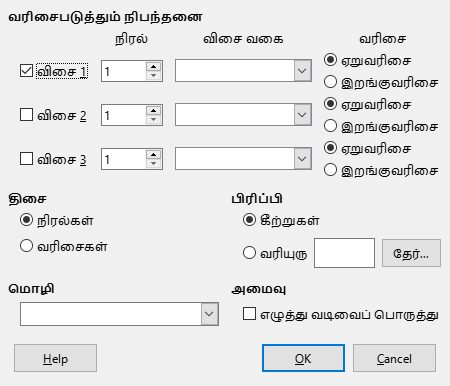 வரிசைபடுத்தும் நிபந்தனை
நிரல் விசை வகை வரிசை
விசை 1 1 ஏறுவரிசை
இறங்குவரிசை
விசை 2 1 ஏறுவரிசை
இறங்குவரிசை
விசை 3 1 ஏறுவரிசை
இறங்குவரிசை
திசை பிரிப்பி
நிரல்கள் கீற்றுகள்
வரிசைகள் வரியுரு தேர்...
மொழி அமைவு
எழுத்து வடிவைப் பொருத்து
Help OK Cancel